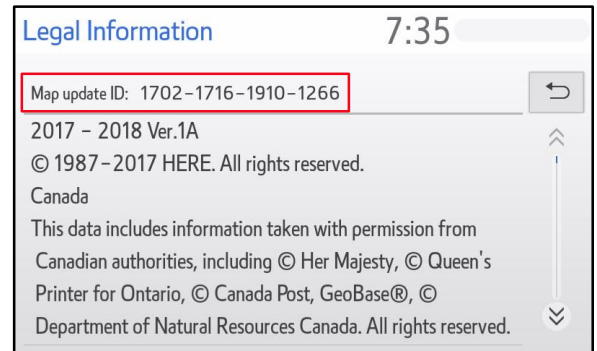 Legal Information 7:35
Map update ID: 1702-1716-1910-1266
2017 - 2018 Ver.1A
© 1987-2017 HERE. All rights reserved.
Canada
This data includes information taken with permission from
Canadian authorities, including © Her Majesty, © Queen's
Printer for Ontario, © Canada Post, GeoBase®, ©
Department of Natural Resources Canada. All rights reserved.